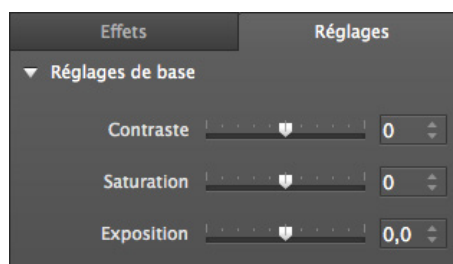 Effets Réglages
Réglages de base
Contraste 0
Saturation 0
Exposition 0,0